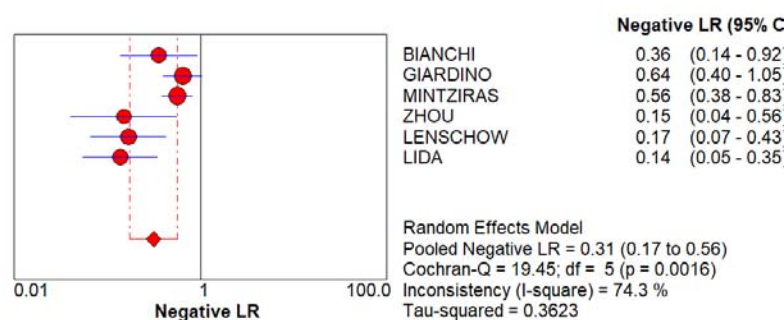 Negative LR (95% C
BIANCHI 0.36 (0.14 - 0.92)
GIARDINO 0.64 (0.40 - 1.05)
MINTZIRAS 0.56 (0.38 - 0.83)
ZHOU 0.15 (0.04 - 0.56)
LENSCHOW 0.17 (0.07 - 0.43)
LIDA 0.14 (0.05 - 0.35)
Random Effects Model
Pooled Negative LR = 0.31 (0.17 to 0.56)
Cochran-Q = 19.45; df = 5 (p = 0.0016)
Inconsistency (I-square) = 74.3 %
Tau-squared = 0.3623
0.01 1 100.0
Negative LR